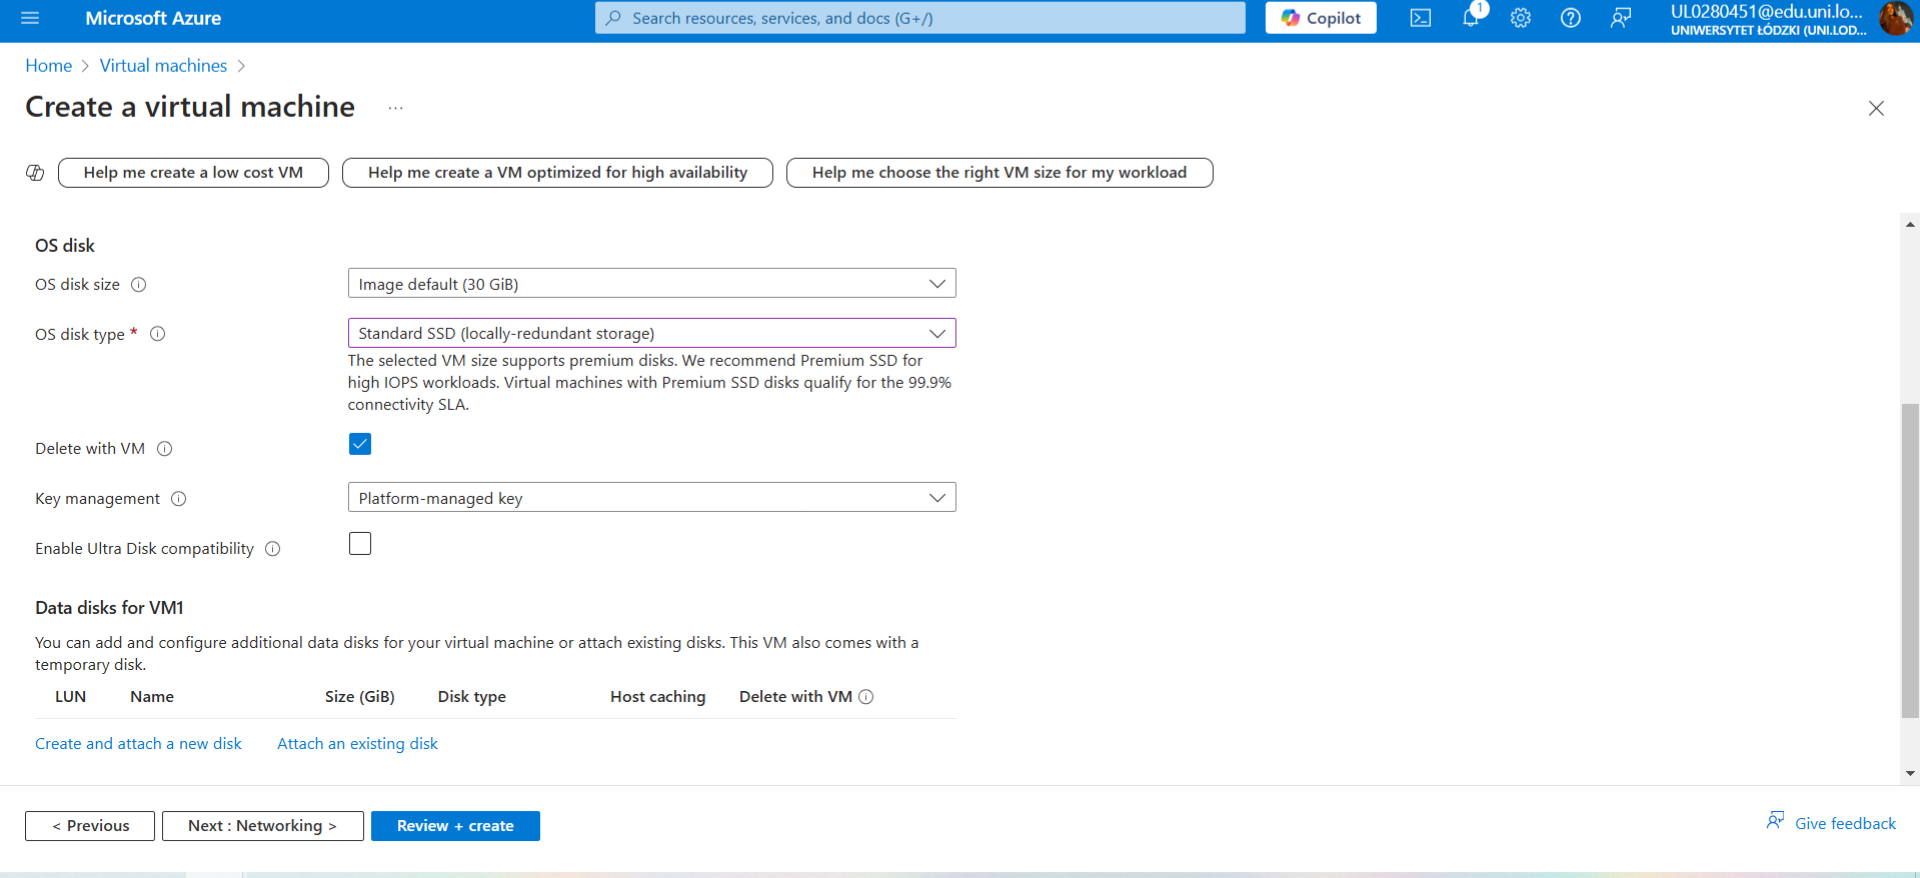 Microsoft Azure
Search resources, services, and docs (G+/)
Copilot
1
UL0280451@edu.uni.lo...
UNIWERSYTET ŁÓDZKI (UNI.LOD...
Home > Virtual machines >
Create a virtual machine ...
Help me create a low cost VM
Help me create a VM optimized for high availability
Help me choose the right VM size for my workload
OS disk
OS disk size
Image default (30 GiB)
OS disk type *
Standard SSD (locally-redundant storage)
The selected VM size supports premium disks. We recommend Premium SSD for
high IOPS workloads. Virtual machines with Premium SSD disks qualify for the 99.9%
connectivity SLA.
Delete with VM
Key management
Platform-managed key
Enable Ultra Disk compatibility
Data disks for VM1
You can add and configure additional data disks for your virtual machine or attach existing disks. This VM also comes with a
temporary disk.
LUN Name Size (GiB) Disk type Host caching Delete with VM
Create and attach a new disk Attach an existing disk
< Previous
Next : Networking >
Review + create
Give feedback